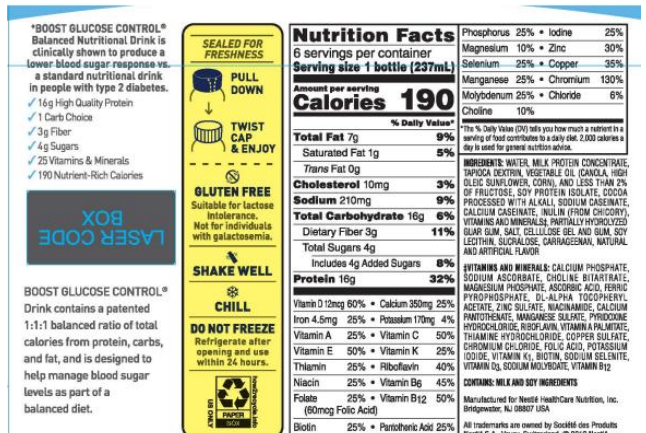 *BOOST GLUCOSE CONTROL®
Balanced Nutritional Drink is
clinically shown to produce a
lower blood sugar response vs.
a standard nutritional drink
in people with type 2 diabetes.
✓ 16g High Quality Protein
✓ 1 Carb Choice
✓ 3g Fiber
✓ 4g Sugars
✓ 25 Vitamins & Minerals
✓ 190 Nutrient-Rich Calories
LASER CODE
BOX
BOOST GLUCOSE CONTROL®
Drink contains a patented
1:1:1 balanced ratio of total
calories from protein, carbs,
and fat, and is designed to
help manage blood sugar
levels as part of a
balanced diet.
SEALED FOR
FRESHNESS
PULL
DOWN
TWIST
CAP
& ENJOY
GLUTEN FREE
Suitable for lactose
intolerance.
Not for individuals
with galactosemia.
SHAKE WELL
CHILL
DO NOT FREEZE
Refrigerate after
opening and use
within 24 hours.
US ONLY
PAPER
BOX
how2recycle.info
Nutrition Facts
6 servings per container
Serving size 1 bottle (237mL)
Amount per serving
Calories 190
% Daily Value*
Total Fat 7g 9%
Saturated Fat 1g 5%
Trans Fat 0g
Cholesterol 10mg 3%
Sodium 210mg 9%
Total Carbohydrate 16g 6%
Dietary Fiber 3g 11%
Total Sugars 4g
Includes 4g Added Sugars 8%
Protein 16g 32%
Vitamin D 12mcg 60% • Calcium 350mg 25%
Iron 4.5mg 25% • Potassium 170mg 4%
Vitamin A 25% • Vitamin C 50%
Vitamin E 50% • Vitamin K 25%
Thiamin 25% • Riboflavin 40%
Niacin 25% • Vitamin B6 45%
Folate 25% • Vitamin B12 50%
(60mcg Folic Acid)
Biotin 25% • Pantothenic Acid 25%
Phosphorus 25% • Iodine 25%
Magnesium 10% • Zinc 30%
Selenium 25% • Copper 35%
Manganese 25% • Chromium 130%
Molybdenum 25% • Chloride 6%
Choline 10%
*The % Daily Value (DV) tells you how much a nutrient in a
serving of food contributes to a daily diet. 2,000 calories a
day is used for general nutrition advice.
INGREDIENTS: WATER, MILK PROTEIN CONCENTRATE,
TAPIOCA DEXTRIN, VEGETABLE OIL (CANOLA, HIGH
OLEIC SUNFLOWER, CORN), AND LESS THAN 2%
OF FRUCTOSE, SOY PROTEIN ISOLATE, COCOA
PROCESSED WITH ALKALI, SODIUM CASEINATE,
CALCIUM CASEINATE, INULIN (FROM CHICORY),
VITAMINS AND MINERALS‡, PARTIALLY HYDROLYZED
GUAR GUM, SALT, CELLULOSE GEL AND GUM, SOY
LECITHIN, SUCRALOSE, CARRAGEENAN, NATURAL
AND ARTIFICIAL FLAVOR
‡VITAMINS AND MINERALS: CALCIUM PHOSPHATE,
SODIUM ASCORBATE, CHOLINE BITARTRATE,
MAGNESIUM PHOSPHATE, ASCORBIC ACID, FERRIC
PYROPHOSPHATE, DL-ALPHA TOCOPHERYL
ACETATE, ZINC SULFATE, NIACINAMIDE, CALCIUM
PANTOTHENATE, MANGANESE SULFATE, PYRIDOXINE
HYDROCHLORIDE, RIBOFLAVIN, VITAMIN A PALMITATE,
THIAMINE HYDROCHLORIDE, COPPER SULFATE,
CHROMIUM CHLORIDE, FOLIC ACID, POTASSIUM
IODIDE, VITAMIN K1, BIOTIN, SODIUM SELENITE,
VITAMIN D3, SODIUM MOLYBDATE, VITAMIN B12
CONTAINS: MILK AND SOY INGREDIENTS
Manufactured for Nestlé HealthCare Nutrition, Inc.
Bridgewater, NJ 08807 USA
All trademarks are owned by Société des Produits